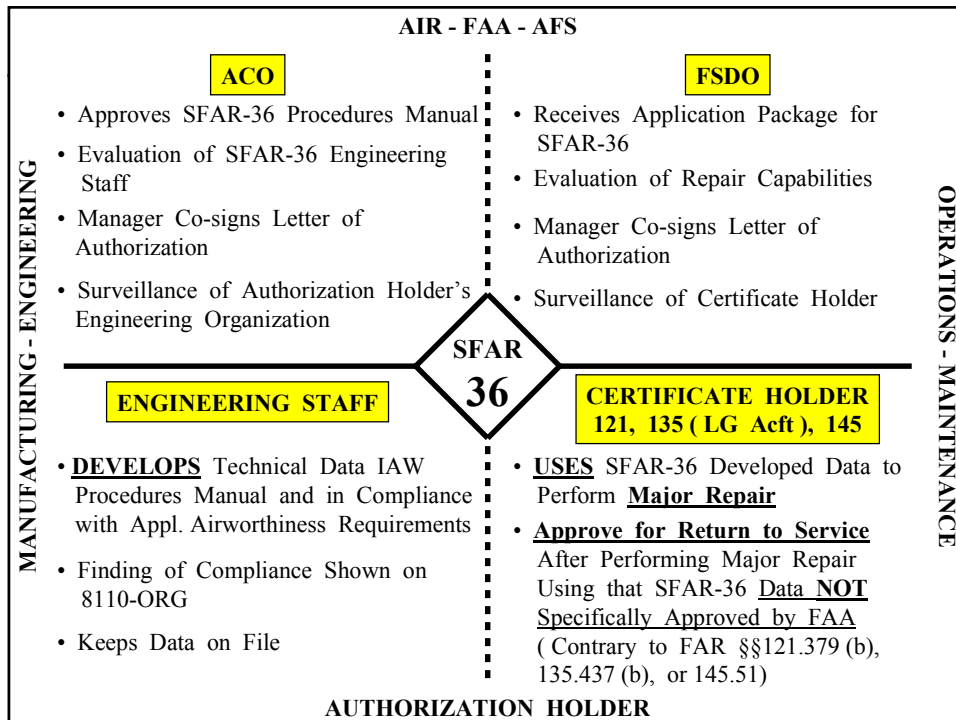 AIR - FAA - AFS
ACO
• Approves SFAR-36 Procedures Manual
• Evaluation of SFAR-36 Engineering
Staff
• Manager Co-signs Letter of
Authorization
• Surveillance of Authorization Holder's
Engineering Organization
FSDO
• Receives Application Package for
SFAR-36
• Evaluation of Repair Capabilities
• Manager Co-signs Letter of
Authorization
• Surveillance of Certificate Holder
MANUFACTURING - ENGINEERING
OPERATIONS - MAINTENANCE
SFAR
36
ENGINEERING STAFF
• DEVELOPS Technical Data IAW
Procedures Manual and in Compliance
with Appl. Airworthiness Requirements
• Finding of Compliance Shown on
8110-ORG
• Keeps Data on File
CERTIFICATE HOLDER
121, 135 ( LG Acft ), 145
• USES SFAR-36 Developed Data to
Perform Major Repair
• Approve for Return to Service
After Performing Major Repair
Using that SFAR-36 Data NOT
Specifically Approved by FAA
( Contrary to FAR §§121.379 (b),
135.437 (b), or 145.51)
AUTHORIZATION HOLDER